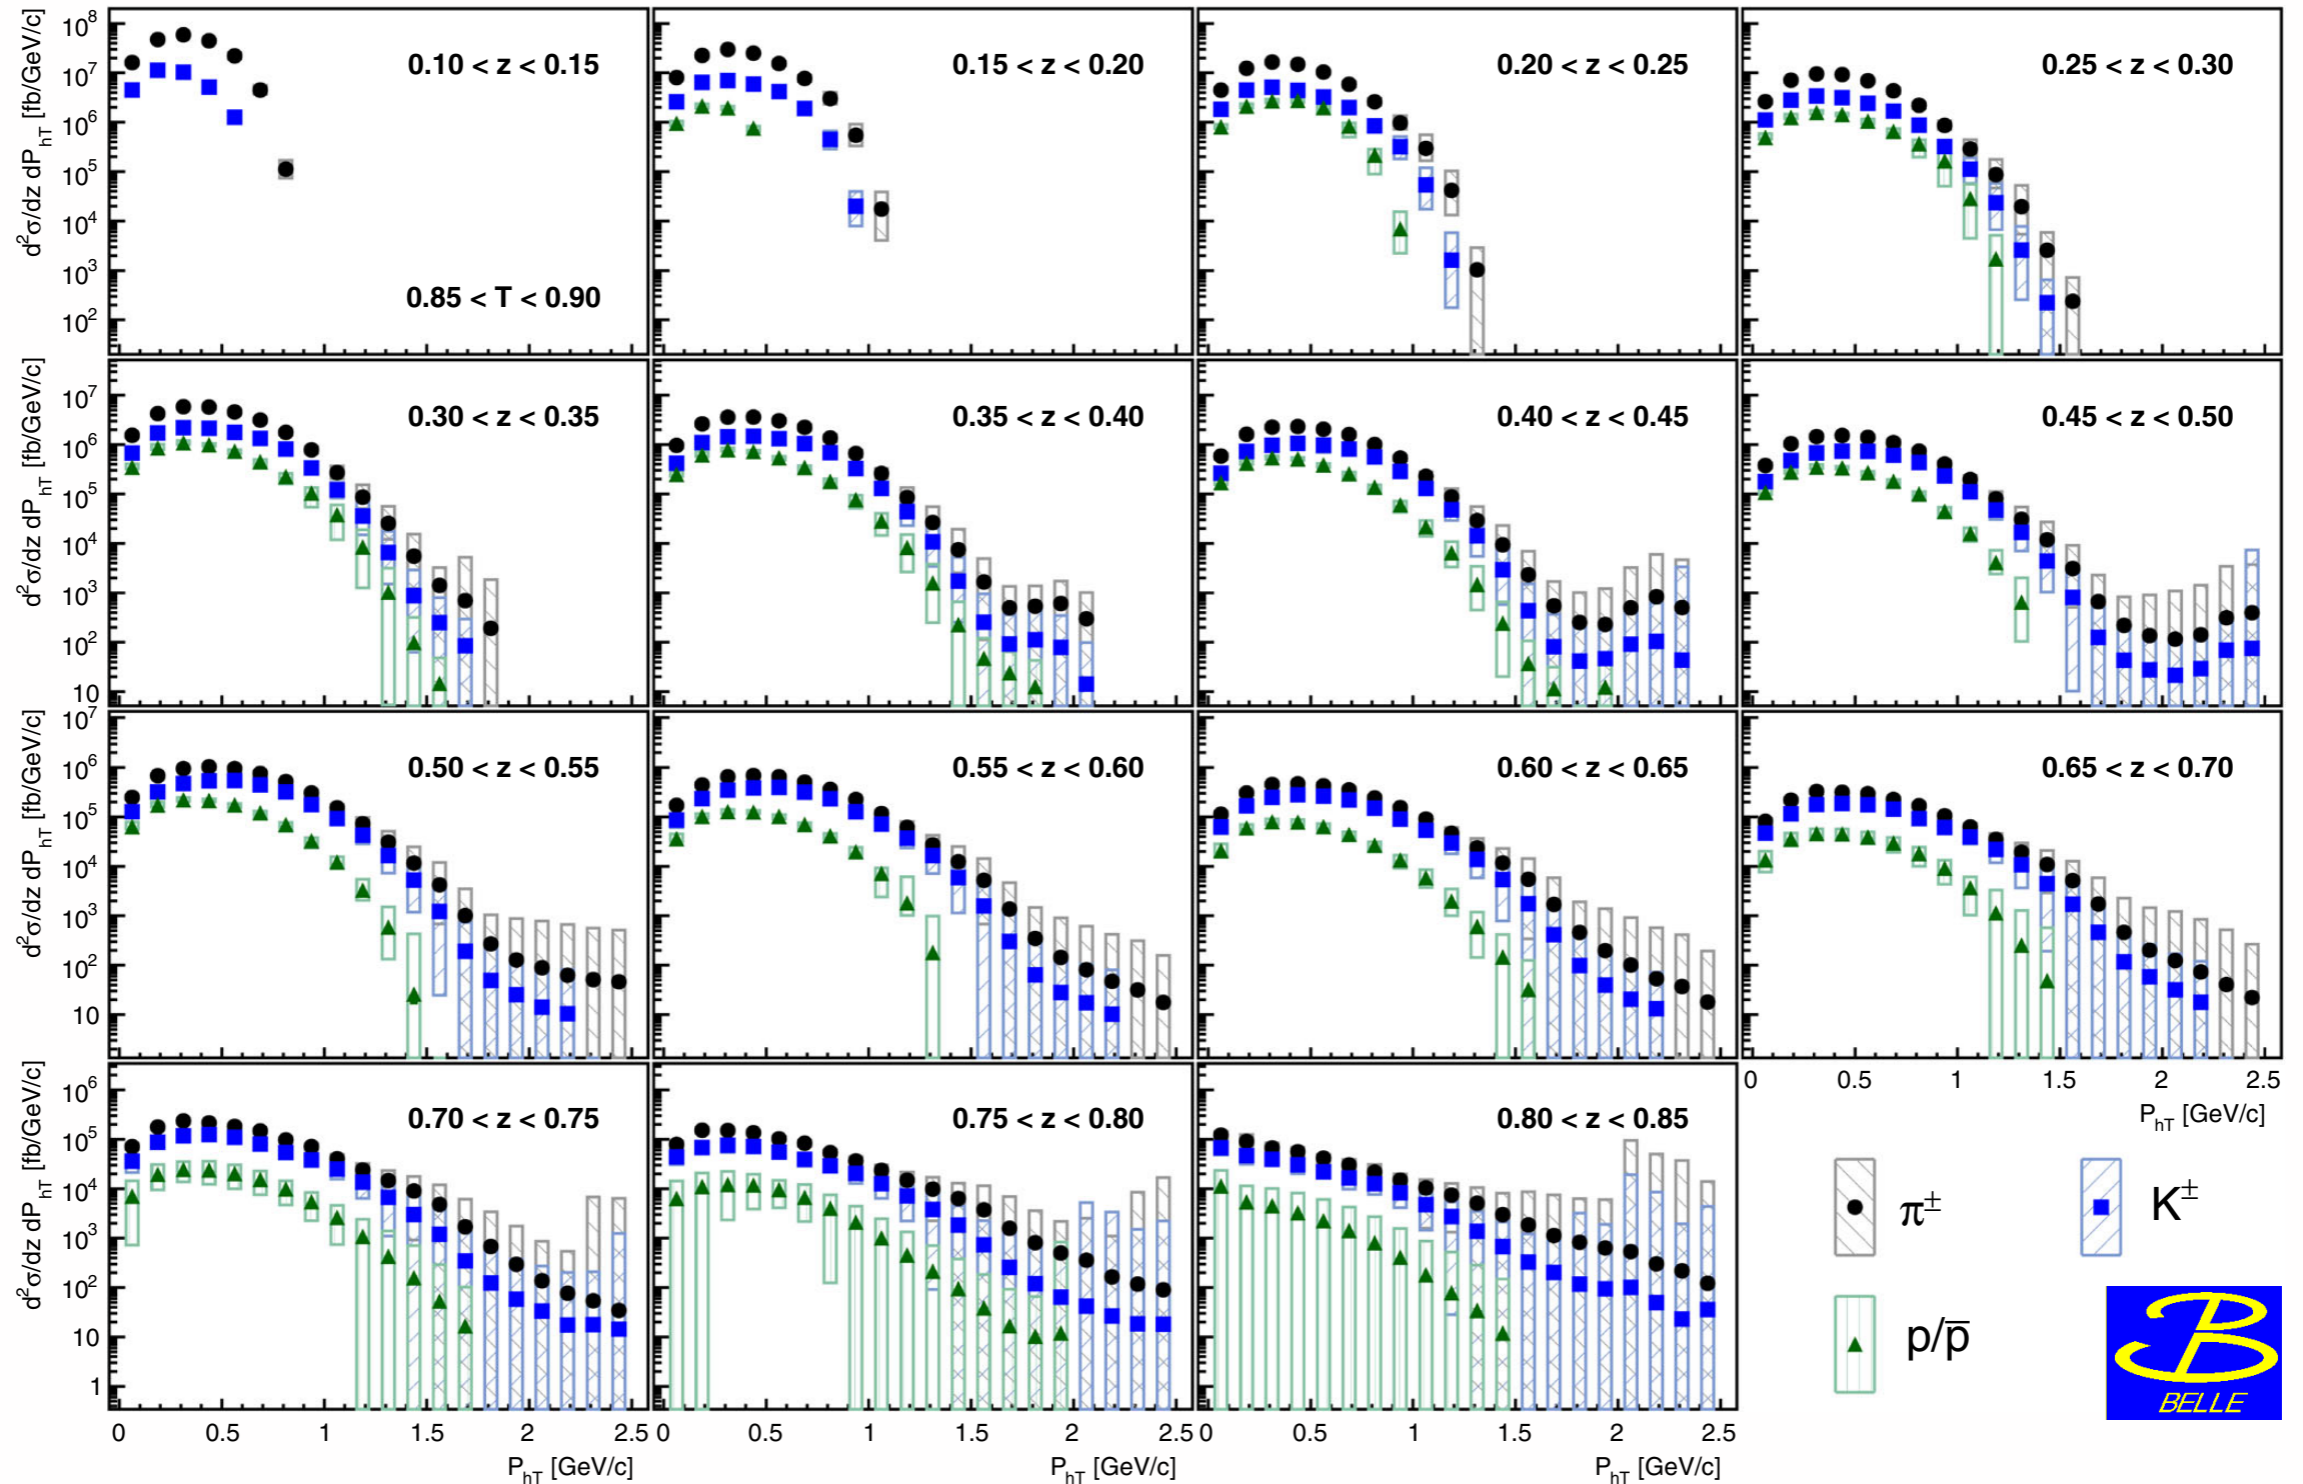 d²σ/dz dP_hT [fb/GeV/c]
10⁸
10⁷
10⁶
10⁵
10⁴
10³
10²
0.10 < z < 0.15
0.85 < T < 0.90
0.15 < z < 0.20
0.20 < z < 0.25
0.25 < z < 0.30
d²σ/dz dP_hT [fb/GeV/c]
10⁷
10⁶
10⁵
10⁴
10³
10²
10
0.30 < z < 0.35
0.35 < z < 0.40
0.40 < z < 0.45
0.45 < z < 0.50
d²σ/dz dP_hT [fb/GeV/c]
10⁷
10⁶
10⁵
10⁴
10³
10²
10
0.50 < z < 0.55
0.55 < z < 0.60
0.60 < z < 0.65
0.65 < z < 0.70
0 0.5 1 1.5 2 2.5
P_hT [GeV/c]
d²σ/dz dP_hT [fb/GeV/c]
10⁶
10⁵
10⁴
10³
10²
10
1
0.70 < z < 0.75
0.75 < z < 0.80
0.80 < z < 0.85
0 0.5 1 1.5 2 2.5
P_hT [GeV/c]
0 0.5 1 1.5 2 2.5
P_hT [GeV/c]
0 0.5 1 1.5 2 2.5
P_hT [GeV/c]
π±
K±
p/p̅
B
BELLE